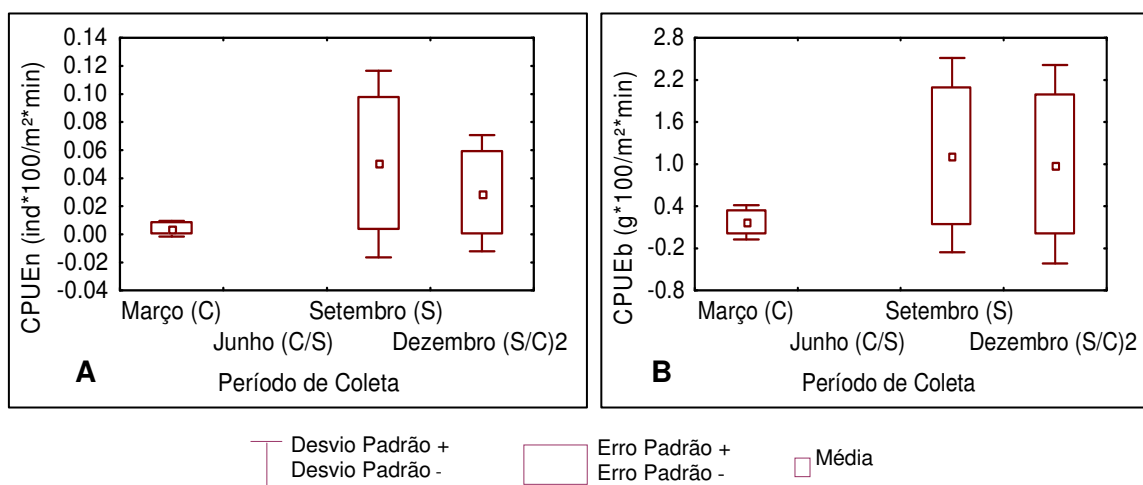 CPUEn (ind*100/m²*min)
0.14
0.12
0.10
0.08
0.06
0.04
0.02
0.00
-0.02
-0.04
Março (C)
Junho (C/S)
Setembro (S)
Dezembro (S/C)2
A
Período de Coleta
CPUEb (g*100/m²*min)
2.8
2.2
1.6
1.0
0.4
-0.2
-0.8
Março (C)
Junho (C/S)
Setembro (S)
Dezembro (S/C)2
B
Período de Coleta
Desvio Padrão +
Desvio Padrão -
Erro Padrão +
Erro Padrão -
Média